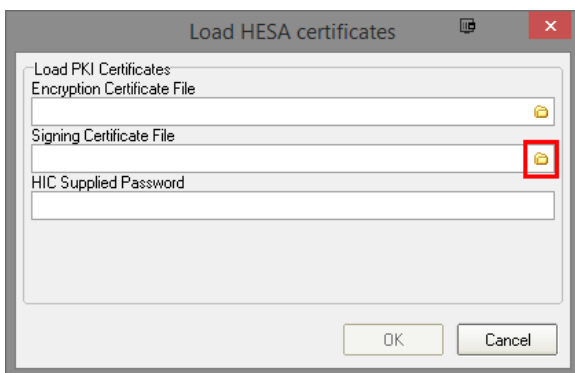 Load HESA certificates
Load PKI Certificates
Encryption Certificate File
Signing Certificate File
HIC Supplied Password
OK
Cancel